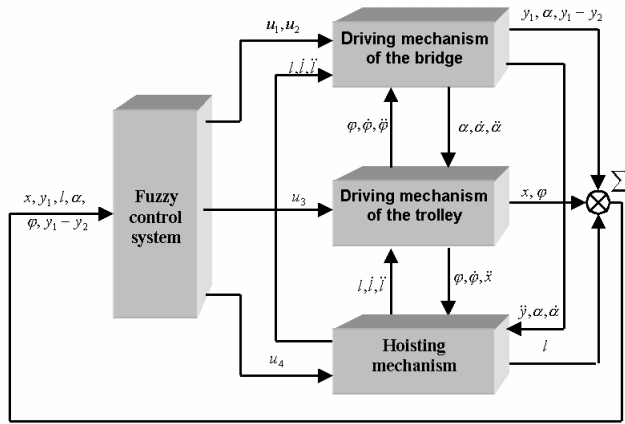 u₁,u₂
y₁, α, y₁ − y₂
Driving mechanism
of the bridge
l, l̇, l̈
φ, φ̇, φ̈
α, α̇, α̈
x, y₁, l, α,
φ, y₁ − y₂
Fuzzy
control
system
u₃
Driving mechanism
of the trolley
x, φ
Σ
l, l̇, l̈
φ, φ̇, ẍ
ÿ, α, α̇
Hoisting
mechanism
l
u₄